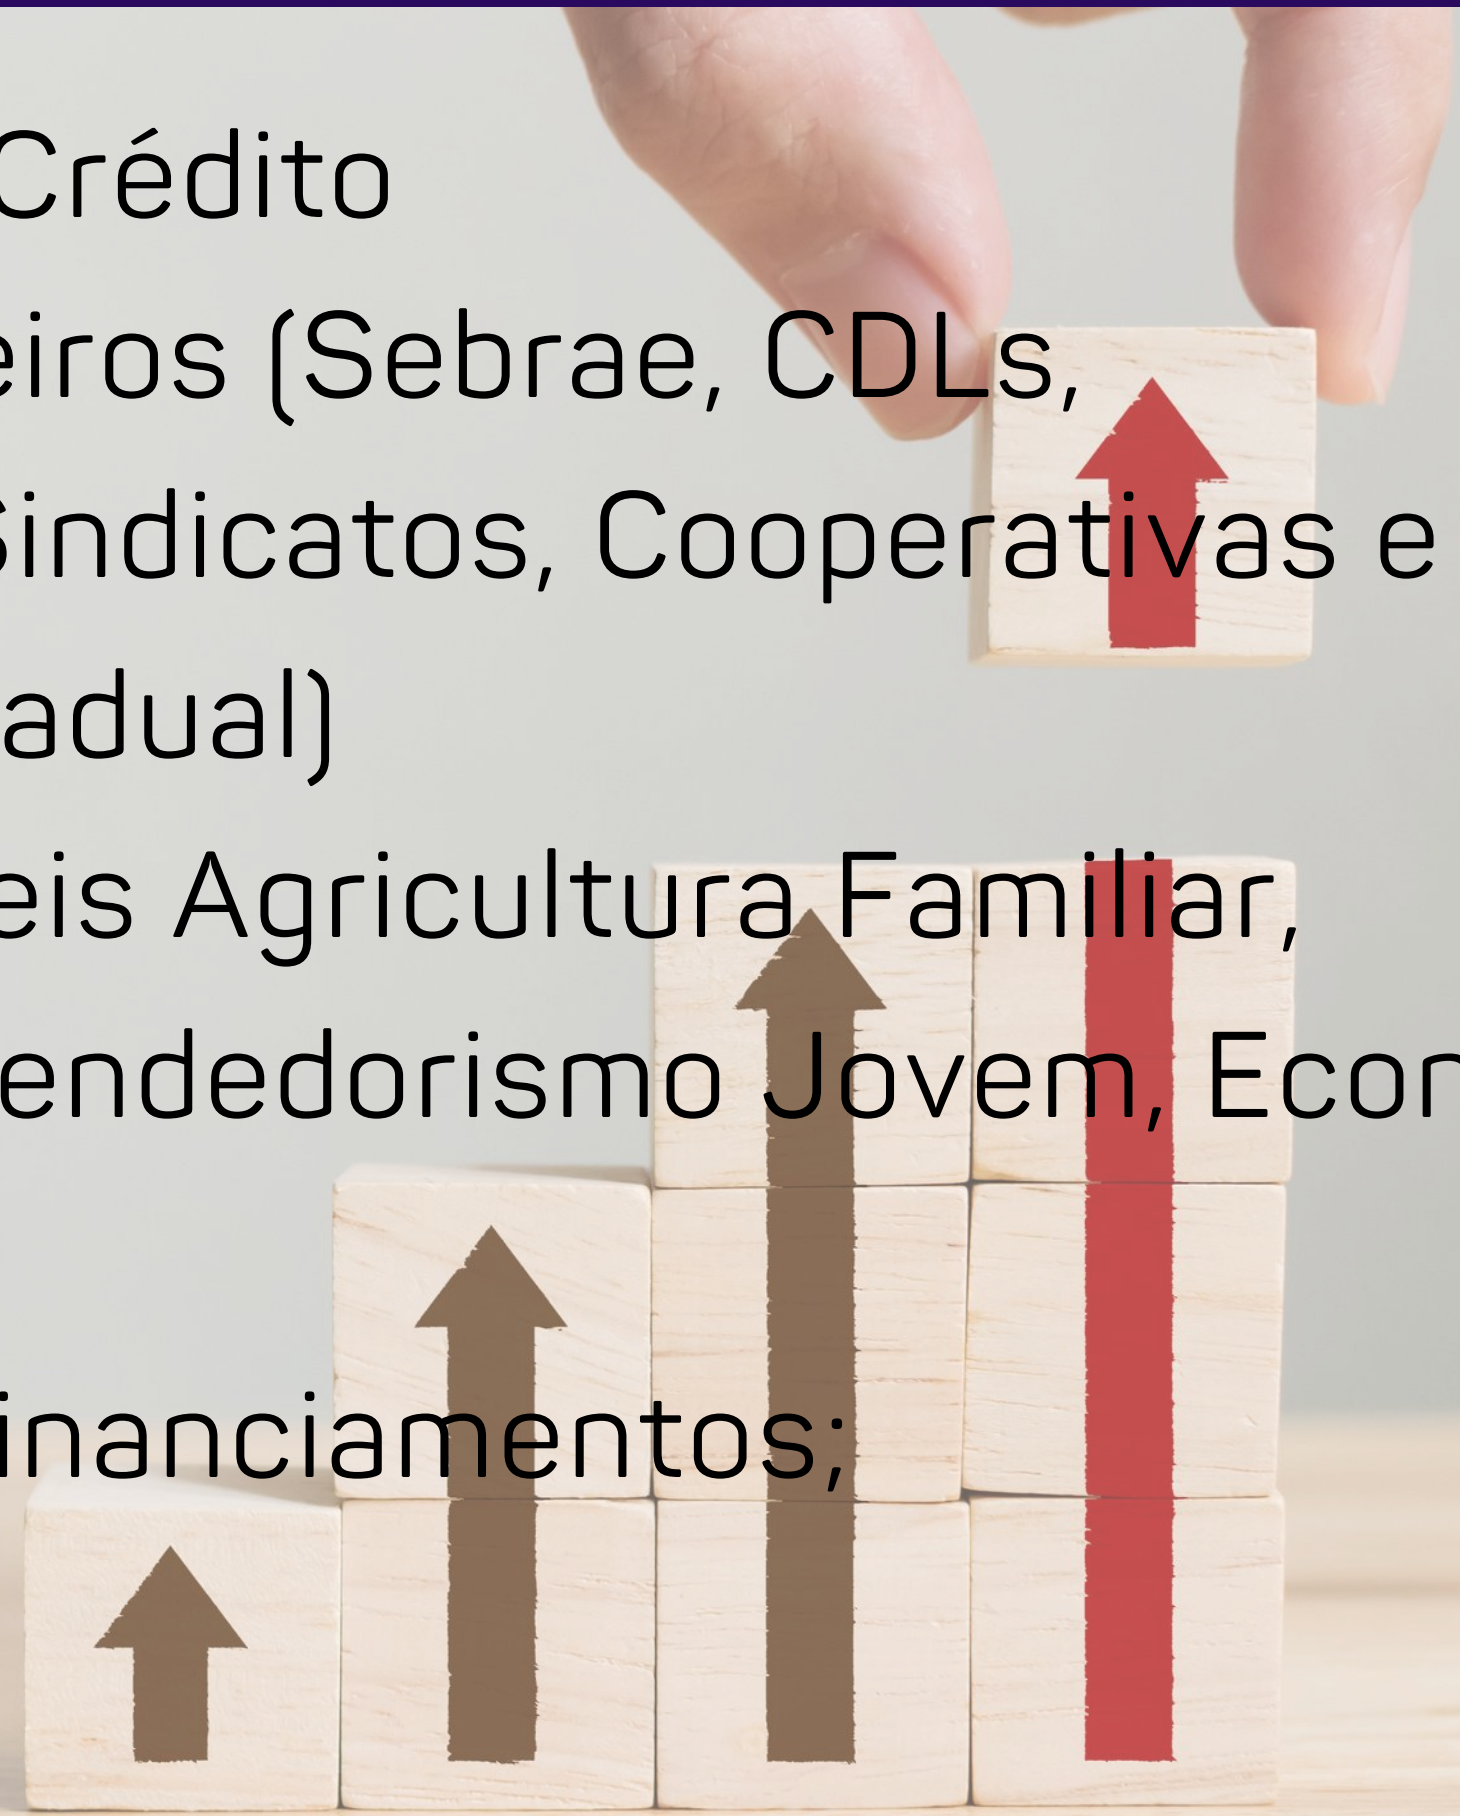 Crédito
eiros (Sebrae, CDLs,
Sindicatos, Cooperativas e
adual)
eis Agricultura Familiar,
endedorismo Jovem, Econ
inanciamentos;